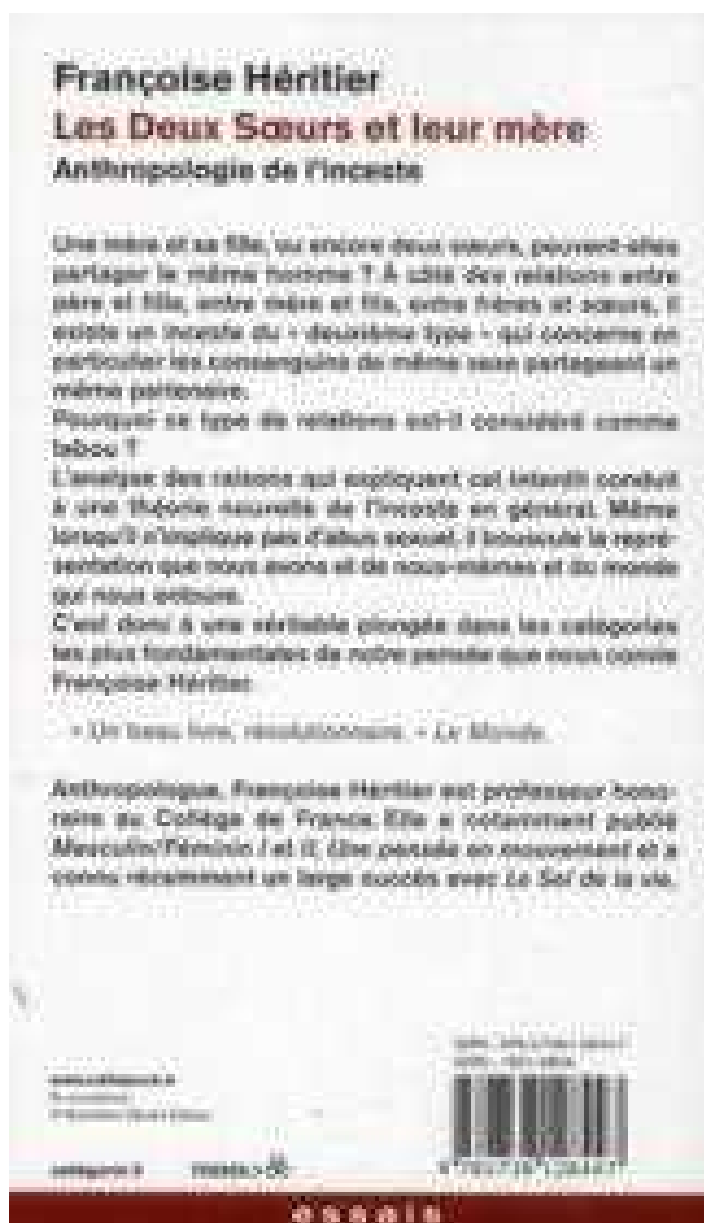 Françoise Héritier
Les Deux Sœurs et leur mère
Anthropologie de l'inceste
Une mère et sa fille, ou encore deux sœurs, peuvent-elles
partager le même homme ? À côté des relations entre
père et fille, entre mère et fils, entre frères et sœurs, il
existe un inceste du « deuxième type » qui concerne en
particulier les consanguins de même sexe partageant un
même partenaire.
Pourquoi ce type de relations est-il considéré comme
tabou ?
L'analyse des raisons qui expliquent cet interdit conduit
à une théorie nouvelle de l'inceste en général. Même
lorsqu'il n'implique pas d'abus sexuel, il bouscule la repré-
sentation que nous avons et de nous-mêmes et du monde
qui nous entoure.
C'est donc à une véritable plongée dans les catégories
les plus fondamentales de notre pensée que nous convie
Françoise Héritier.
« Un beau livre, révolutionnaire. » Le Monde.
Anthropologue, Françoise Héritier est professeur hono-
raire au Collège de France. Elle a notamment publié
Masculin/Féminin I et II, Une pensée en mouvement et a
connu récemment un large succès avec Le Sel de la vie.
essais